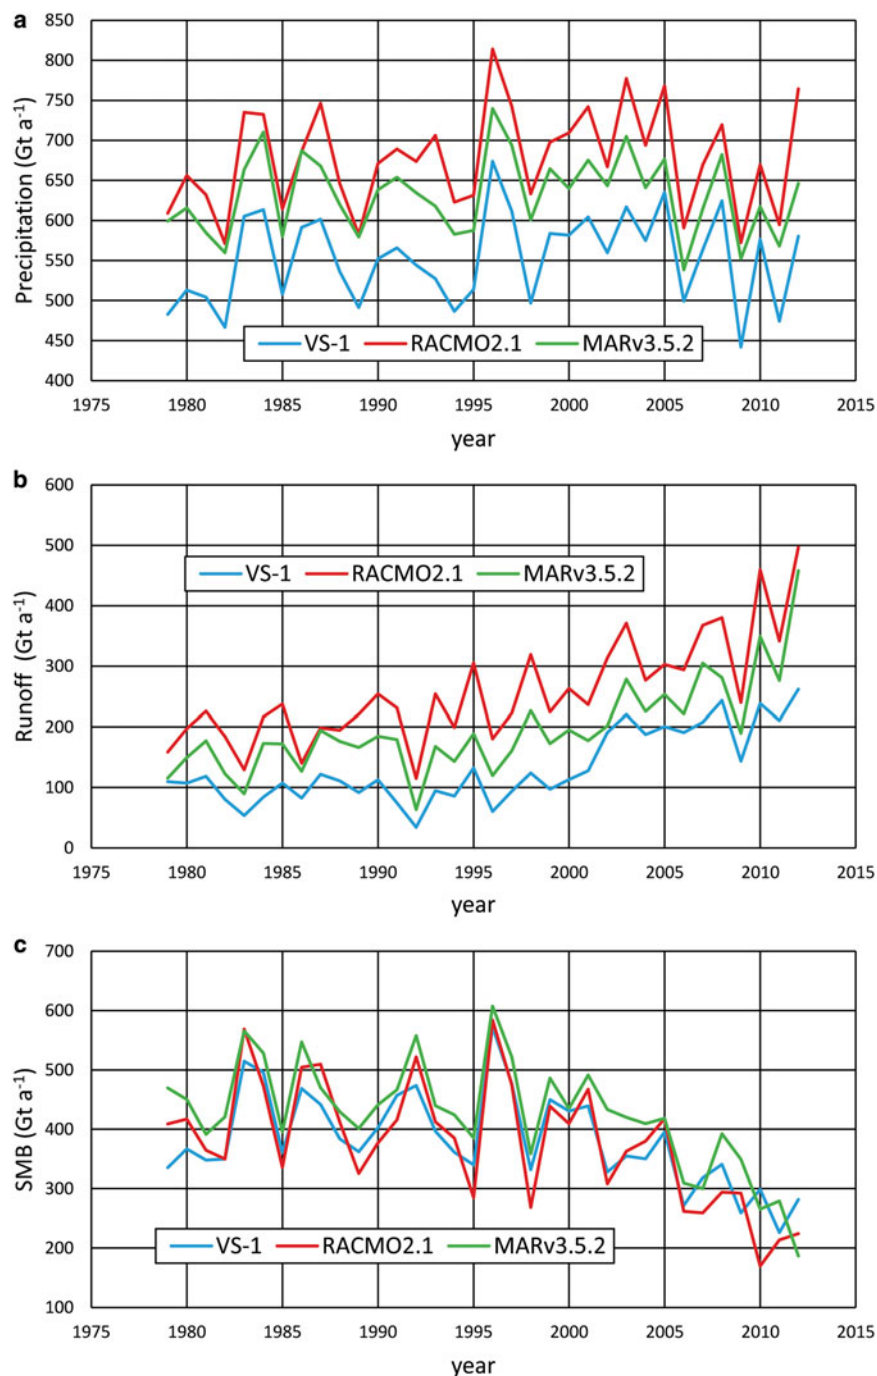 a
850
800
750
700
650
600
550
500
450
400
Precipitation (Gt a⁻¹)
VS-1 RACMO2.1 MARv3.5.2
1975 1980 1985 1990 1995 2000 2005 2010 2015
year
b
600
500
400
300
200
100
0
Runoff (Gt a⁻¹)
VS-1 RACMO2.1 MARv3.5.2
1975 1980 1985 1990 1995 2000 2005 2010 2015
year
c
700
600
500
400
300
200
100
SMB (Gt a⁻¹)
VS-1 RACMO2.1 MARv3.5.2
1975 1980 1985 1990 1995 2000 2005 2010 2015
year